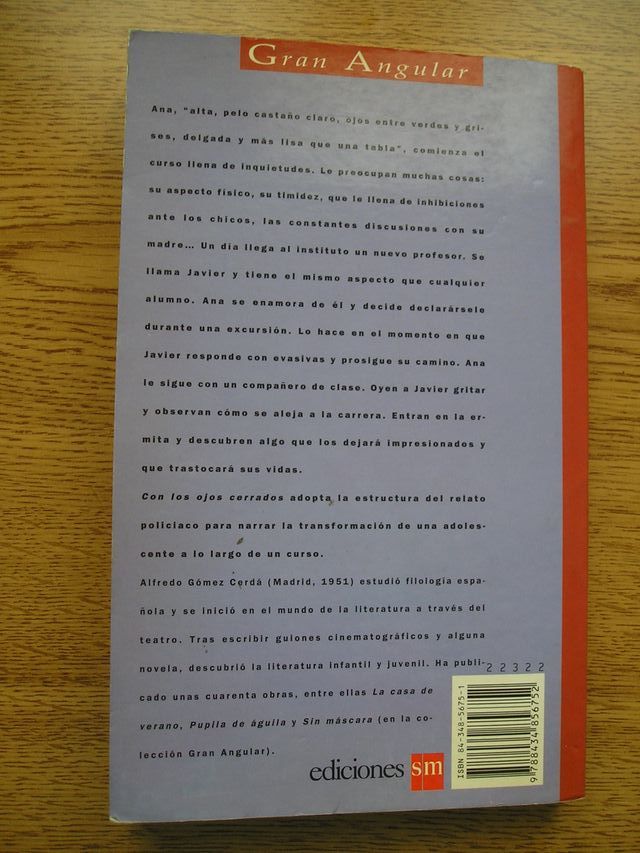 Gran Angular
Ana, "alta, pelo castaño claro, ojos entre verdes y gri-
ses, delgada y más lisa que una tabla", comienza el
curso llena de inquietudes. Le preocupan muchas cosas:
su aspecto físico, su timidez, que le llena de inhibiciones
ante los chicos, las constantes discusiones con su
madre... Un día llega al instituto un nuevo profesor. Se
llama Javier y tiene el mismo aspecto que cualquier
alumno. Ana se enamora de él y decide declarársele
durante una excursión. Lo hace en el momento en que
Javier responde con evasivas y prosigue su camino. Ana
le sigue con un compañero de clase. Oyen a Javier gritar
y observan cómo se aleja a la carrera. Entran en la er-
mita y descubren algo que los dejará impresionados y
que trastocará sus vidas.
Con los ojos cerrados adopta la estructura del relato
policiaco para narrar la transformación de una adoles-
cente a lo largo de un curso.
Alfredo Gómez Cerdá (Madrid, 1951) estudió filología espa-
ñola y se inició en el mundo de la literatura a través del
teatro. Tras escribir guiones cinematográficos y alguna
novela, descubrió la literatura infantil y juvenil. Ha publi-
cado unas cuarenta obras, entre ellas La casa de
verano, Pupila de águila y Sin máscara (en la co-
lección Gran Angular).
22322
ediciones sm
ISBN 84-348-5675-1
9788434856752